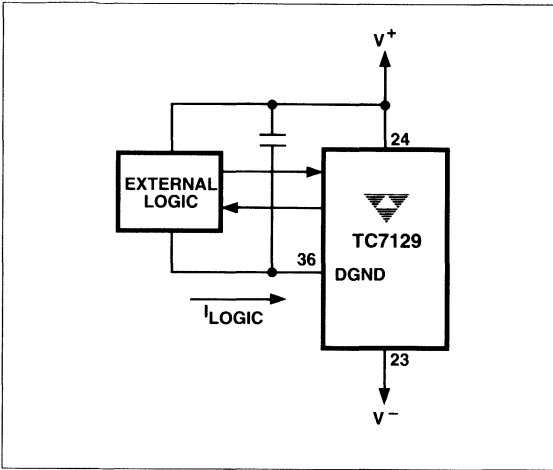 V+
24
EXTERNAL
LOGIC
TC7129
36
DGND
ILOGIC
23
V−